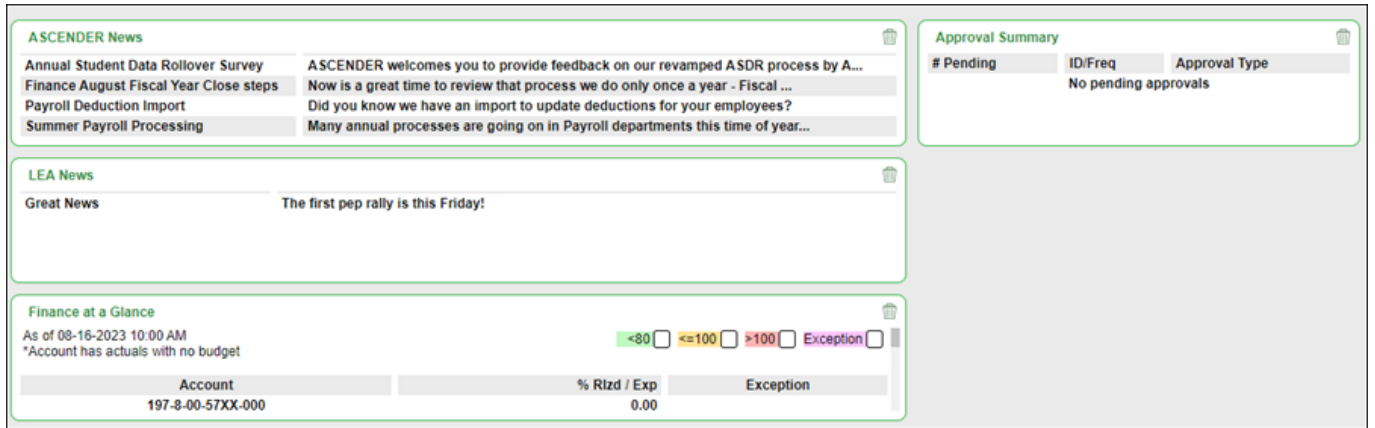 ASCENDER News
Annual Student Data Rollover Survey ASCENDER welcomes you to provide feedback on our revamped ASDR process by A...
Finance August Fiscal Year Close steps Now is a great time to review that process we do only once a year - Fiscal ...
Payroll Deduction Import Did you know we have an import to update deductions for your employees?
Summer Payroll Processing Many annual processes are going on in Payroll departments this time of year...
Approval Summary
# Pending ID/Freq Approval Type
No pending approvals
LEA News
Great News The first pep rally is this Friday!
Finance at a Glance
As of 08-16-2023 10:00 AM
*Account has actuals with no budget
<80 <=100 >100 Exception
Account % Rlzd / Exp Exception
197-8-00-57XX-000 0.00